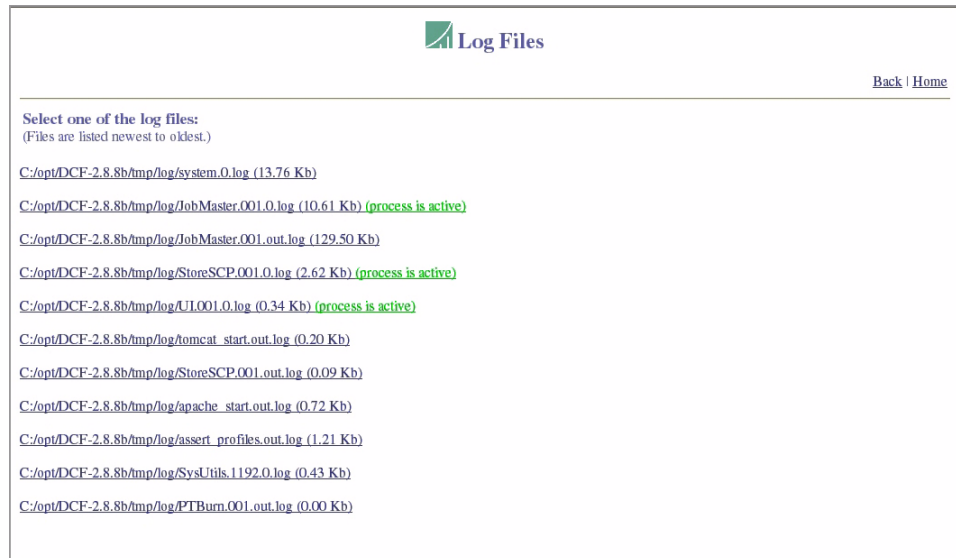 Log Files
Back | Home
Select one of the log files:
(Files are listed newest to oldest.)
C:/opt/DCF-2.8.8b/tmp/log/system.0.log (13.76 Kb)
C:/opt/DCF-2.8.8b/tmp/log/JobMaster.001.0.log (10.61 Kb) (process is active)
C:/opt/DCF-2.8.8b/tmp/log/JobMaster.001.out.log (129.50 Kb)
C:/opt/DCF-2.8.8b/tmp/log/StoreSCP.001.0.log (2.62 Kb) (process is active)
C:/opt/DCF-2.8.8b/tmp/log/UI.001.0.log (0.34 Kb) (process is active)
C:/opt/DCF-2.8.8b/tmp/log/tomcat_start.out.log (0.20 Kb)
C:/opt/DCF-2.8.8b/tmp/log/StoreSCP.001.out.log (0.09 Kb)
C:/opt/DCF-2.8.8b/tmp/log/apache_start.out.log (0.72 Kb)
C:/opt/DCF-2.8.8b/tmp/log/assert_profiles.out.log (1.21 Kb)
C:/opt/DCF-2.8.8b/tmp/log/SysUtils.1192.0.log (0.43 Kb)
C:/opt/DCF-2.8.8b/tmp/log/PTBurn.001.out.log (0.00 Kb)